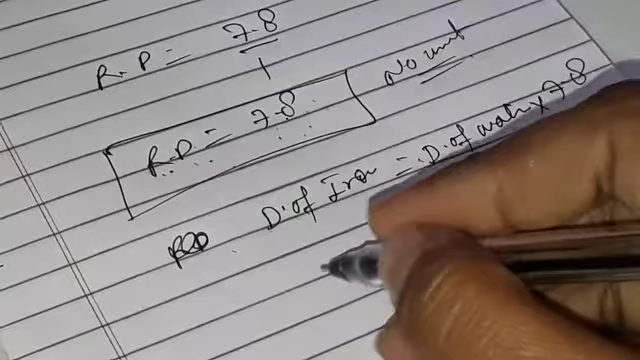 R.D = 7.8
1
R.D = 7.8.
No unit
D.of Iron = D.of water x 7.8